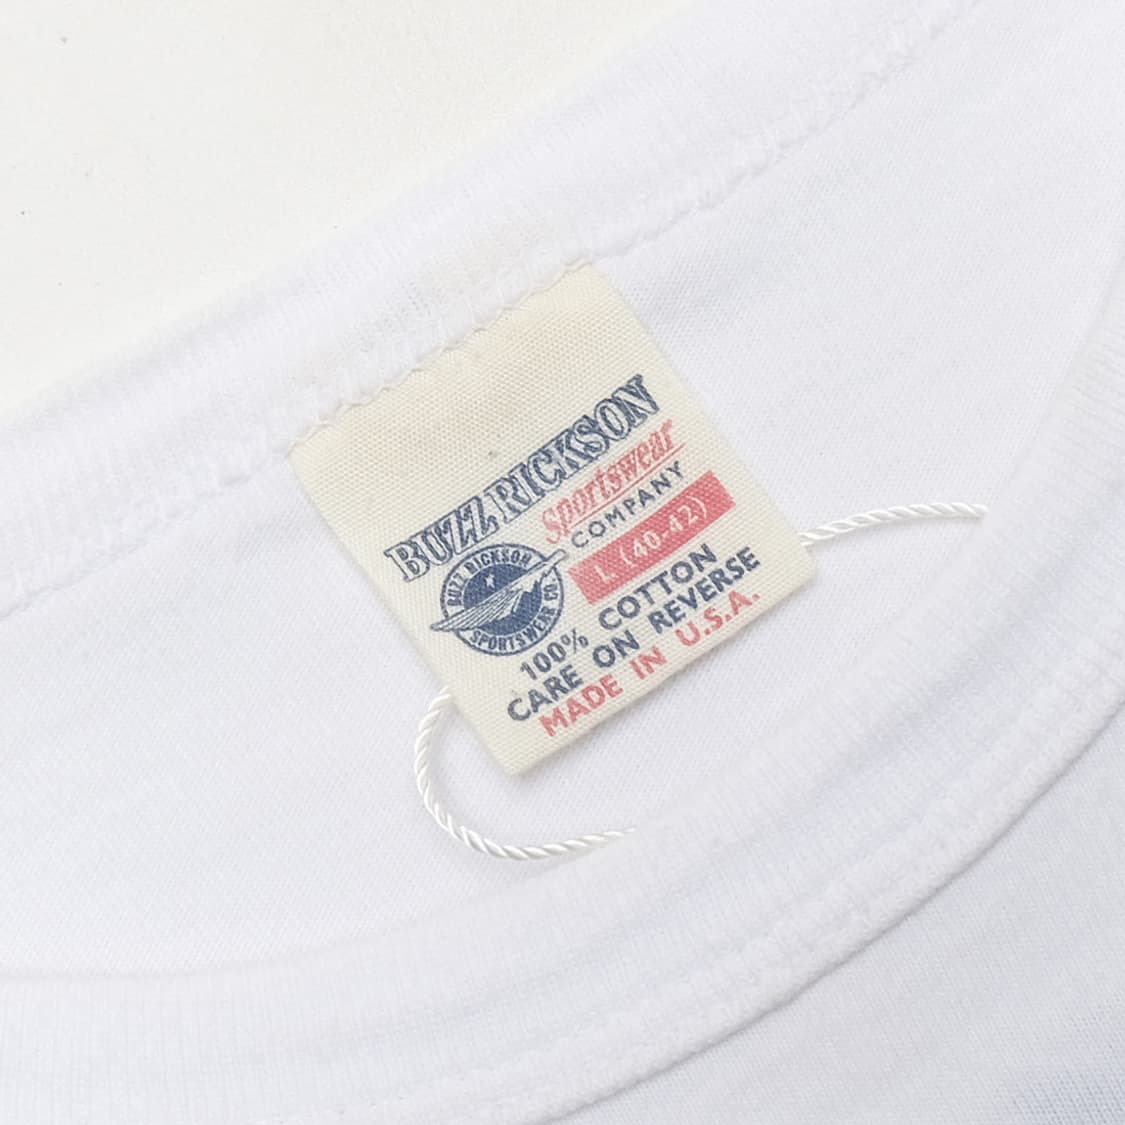 BUZZ RICKSON
Sportswear
COMPANY
BUZZ RICKSON
SPORTSWEAR CO.
L (40-42)
100% COTTON
CARE ON REVERSE
MADE IN U.S.A.